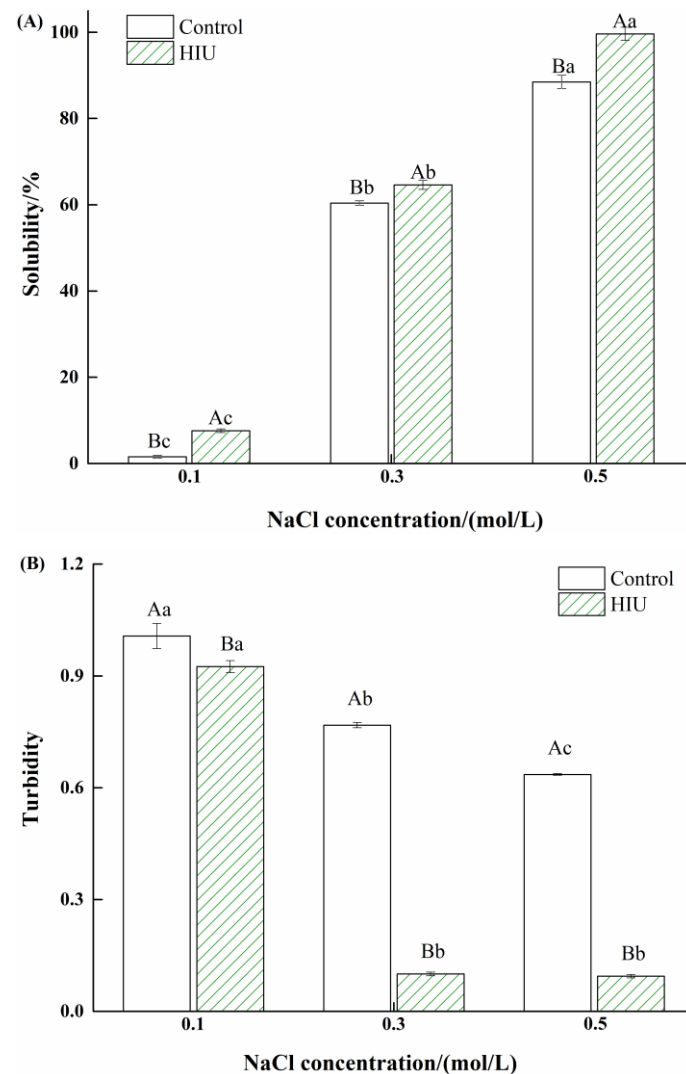 (A)
Control
HIU
Solubility/%
100
80
60
40
20
0
Bc
Ac
Bb
Ab
Ba
Aa
0.1
0.3
0.5
NaCl concentration/(mol/L)
(B)
Control
HIU
Turbidity
1.2
0.9
0.6
0.3
0.0
Aa
Ba
Ab
Bb
Ac
Bb
0.1
0.3
0.5
NaCl concentration/(mol/L)